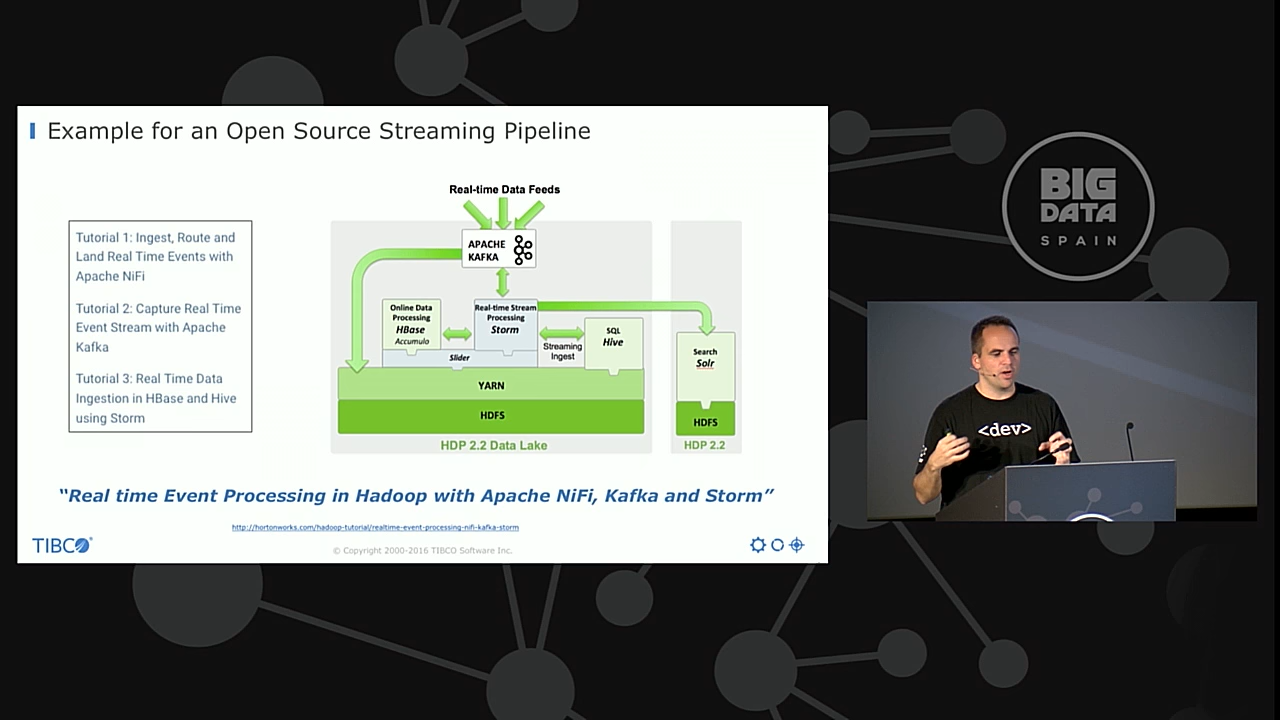 Example for an Open Source Streaming Pipeline
Tutorial 1: Ingest, Route and
Land Real Time Events with
Apache NiFi
Tutorial 2: Capture Real Time
Event Stream with Apache
Kafka
Tutorial 3: Real Time Data
Ingestion in HBase and Hive
using Storm
Real-time Data Feeds
APACHE
KAFKA
Online Data
Processing
HBase
Accumulo
Real-time Stream
Processing
Storm
Slider
Streaming
Ingest
SQL
Hive
YARN
HDFS
HDP 2.2 Data Lake
Search
Solr
HDFS
HDP 2.2
“Real time Event Processing in Hadoop with Apache NiFi, Kafka and Storm”
http://hortonworks.com/hadoop-tutorial/realtime-event-processing-nifi-kafka-storm
TIBCO
© Copyright 2000-2016 TIBCO Software Inc.
BIG
DATA
SPAIN
<dev>